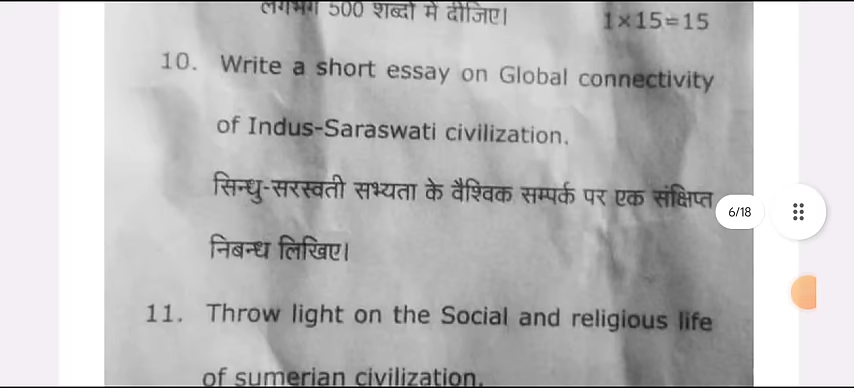 लगभग 500 शब्दों में दीजिए।
1×15=15
10. Write a short essay on Global connectivity
of Indus-Saraswati civilization.
सिन्धु-सरस्वती सभ्यता के वैश्विक सम्पर्क पर एक संक्षिप्त
निबन्ध लिखिए।
6/18
11. Throw light on the Social and religious life
of sumerian civilization.